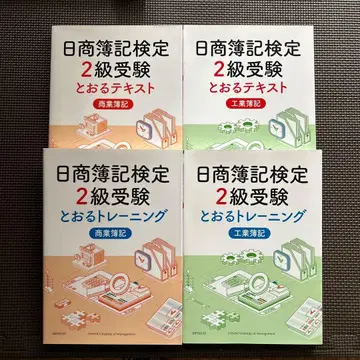 日商簿記検定
2級受験
とおるテキスト
商業簿記
日商簿記検定
2級受験
とおるテキスト
工業簿記
日商簿記検定
2級受験
とおるトレーニング
商業簿記
日商簿記検定
2級受験
とおるトレーニング
工業簿記